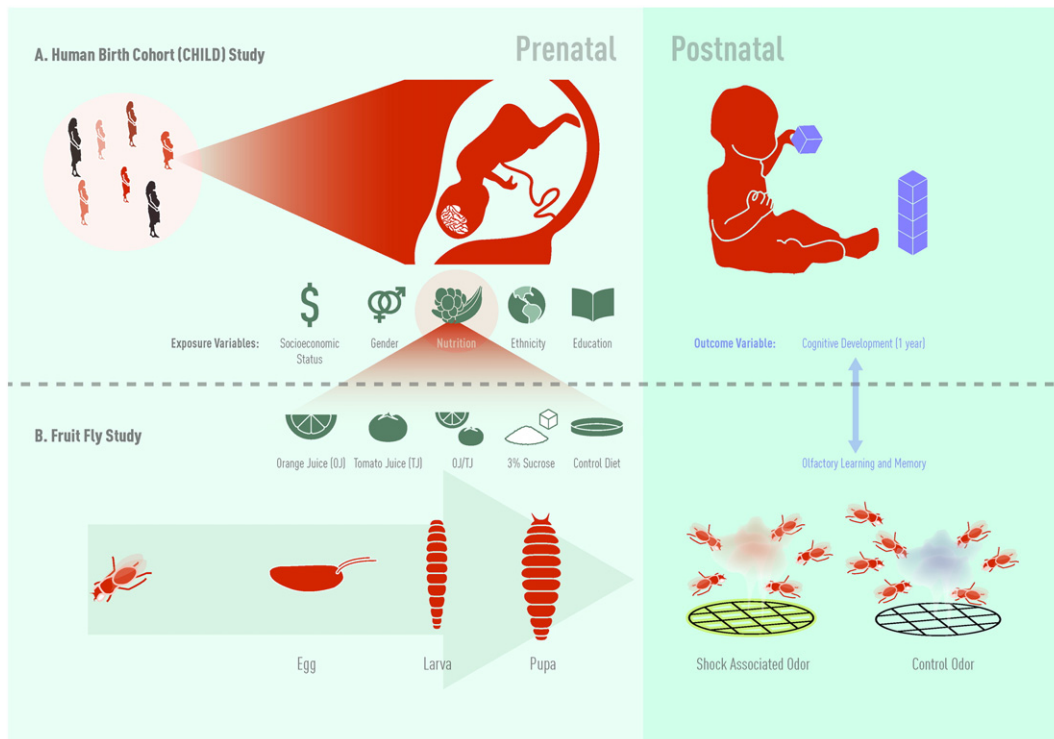 Prenatal
Postnatal
A. Human Birth Cohort (CHILD) Study
Exposure Variables:
Socioeconomic
Status
Gender
Nutrition
Ethnicity
Education
Outcome Variable:
Cognitive Development (1 year)
B. Fruit Fly Study
Orange Juice (OJ)
Tomato Juice (TJ)
OJ/TJ
3% Sucrose
Control Diet
Olfactory Learning and Memory
Egg
Larva
Pupa
Shock Associated Odor
Control Odor